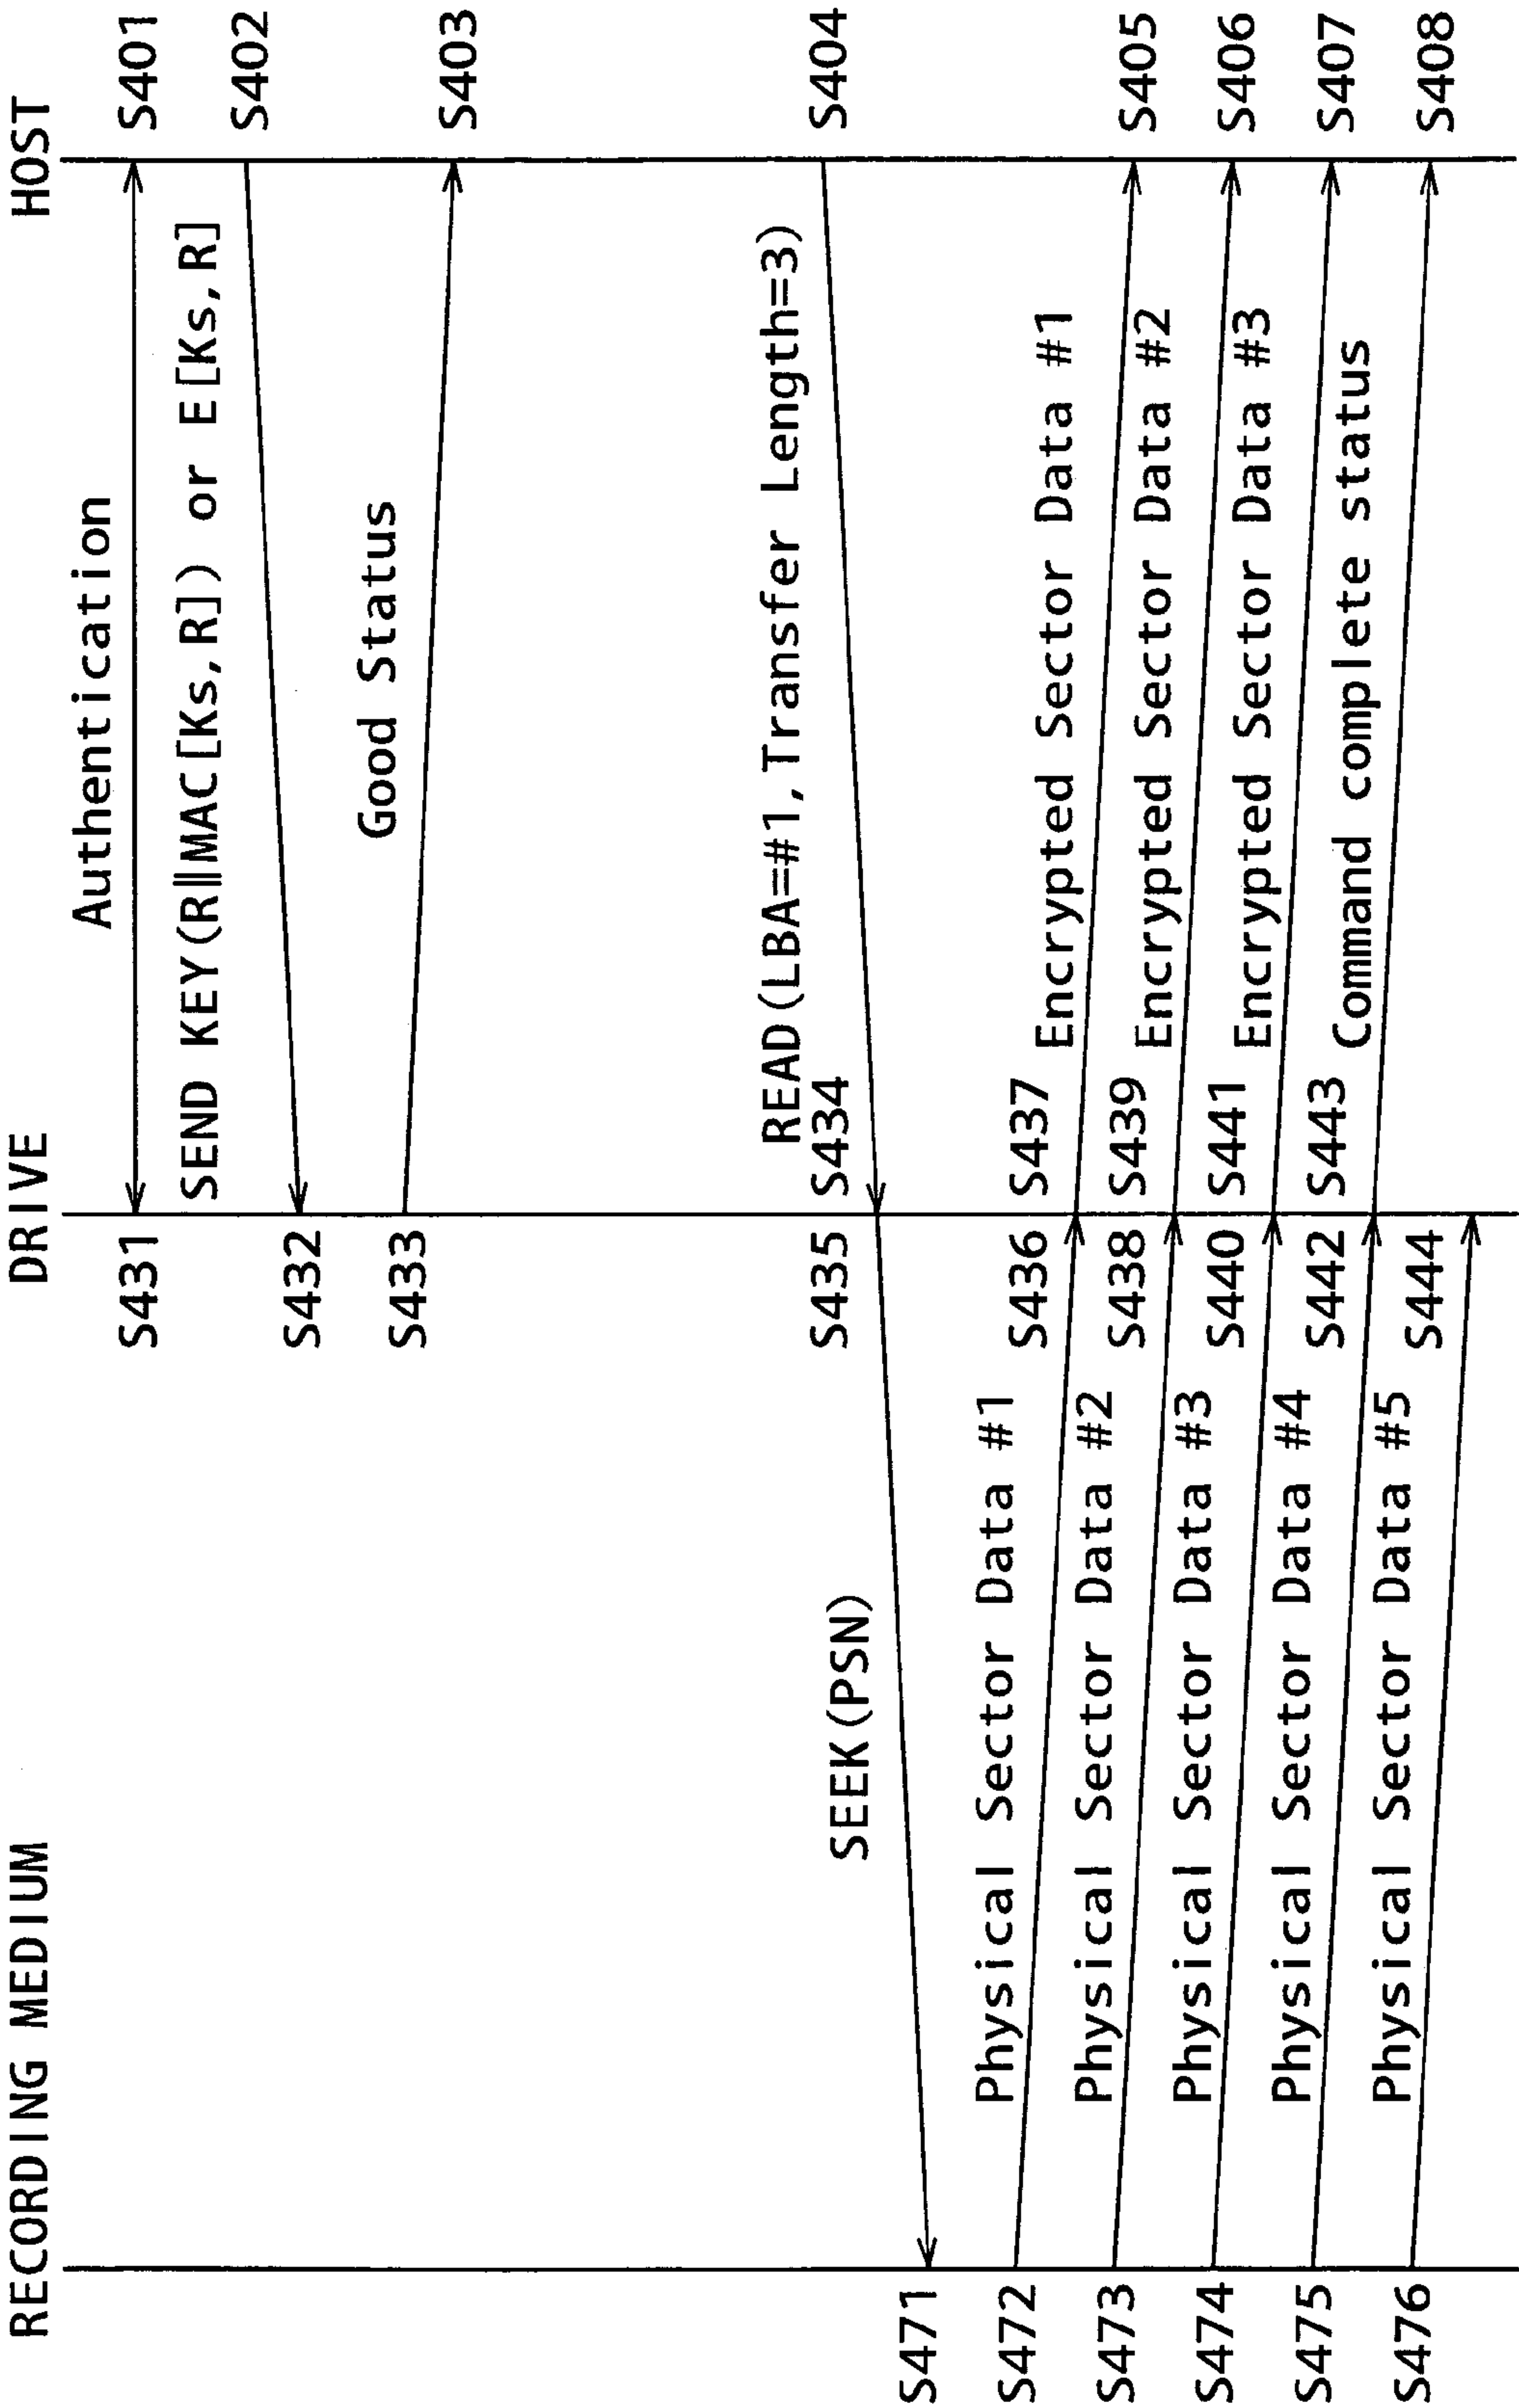 RECORDING MEDIUM
DRIVE
HOST
Authentication
S431
S401
SEND KEY(R||MAC[Ks,R]) or E[Ks,R]
S402
S432
Good Status
S433
S403
READ(LBA=#1,Transfer Length=3)
S404
S434
S435
SEEK(PSN)
S471
Physical Sector Data #1
S472
S436
S437
Encrypted Sector Data #1
S405
Physical Sector Data #2
S473
S438
S439
Encrypted Sector Data #2
S406
Physical Sector Data #3
S474
S440
S441
Encrypted Sector Data #3
S407
Physical Sector Data #4
S475
S442
S443
Command complete status
S408
Physical Sector Data #5
S476
S444